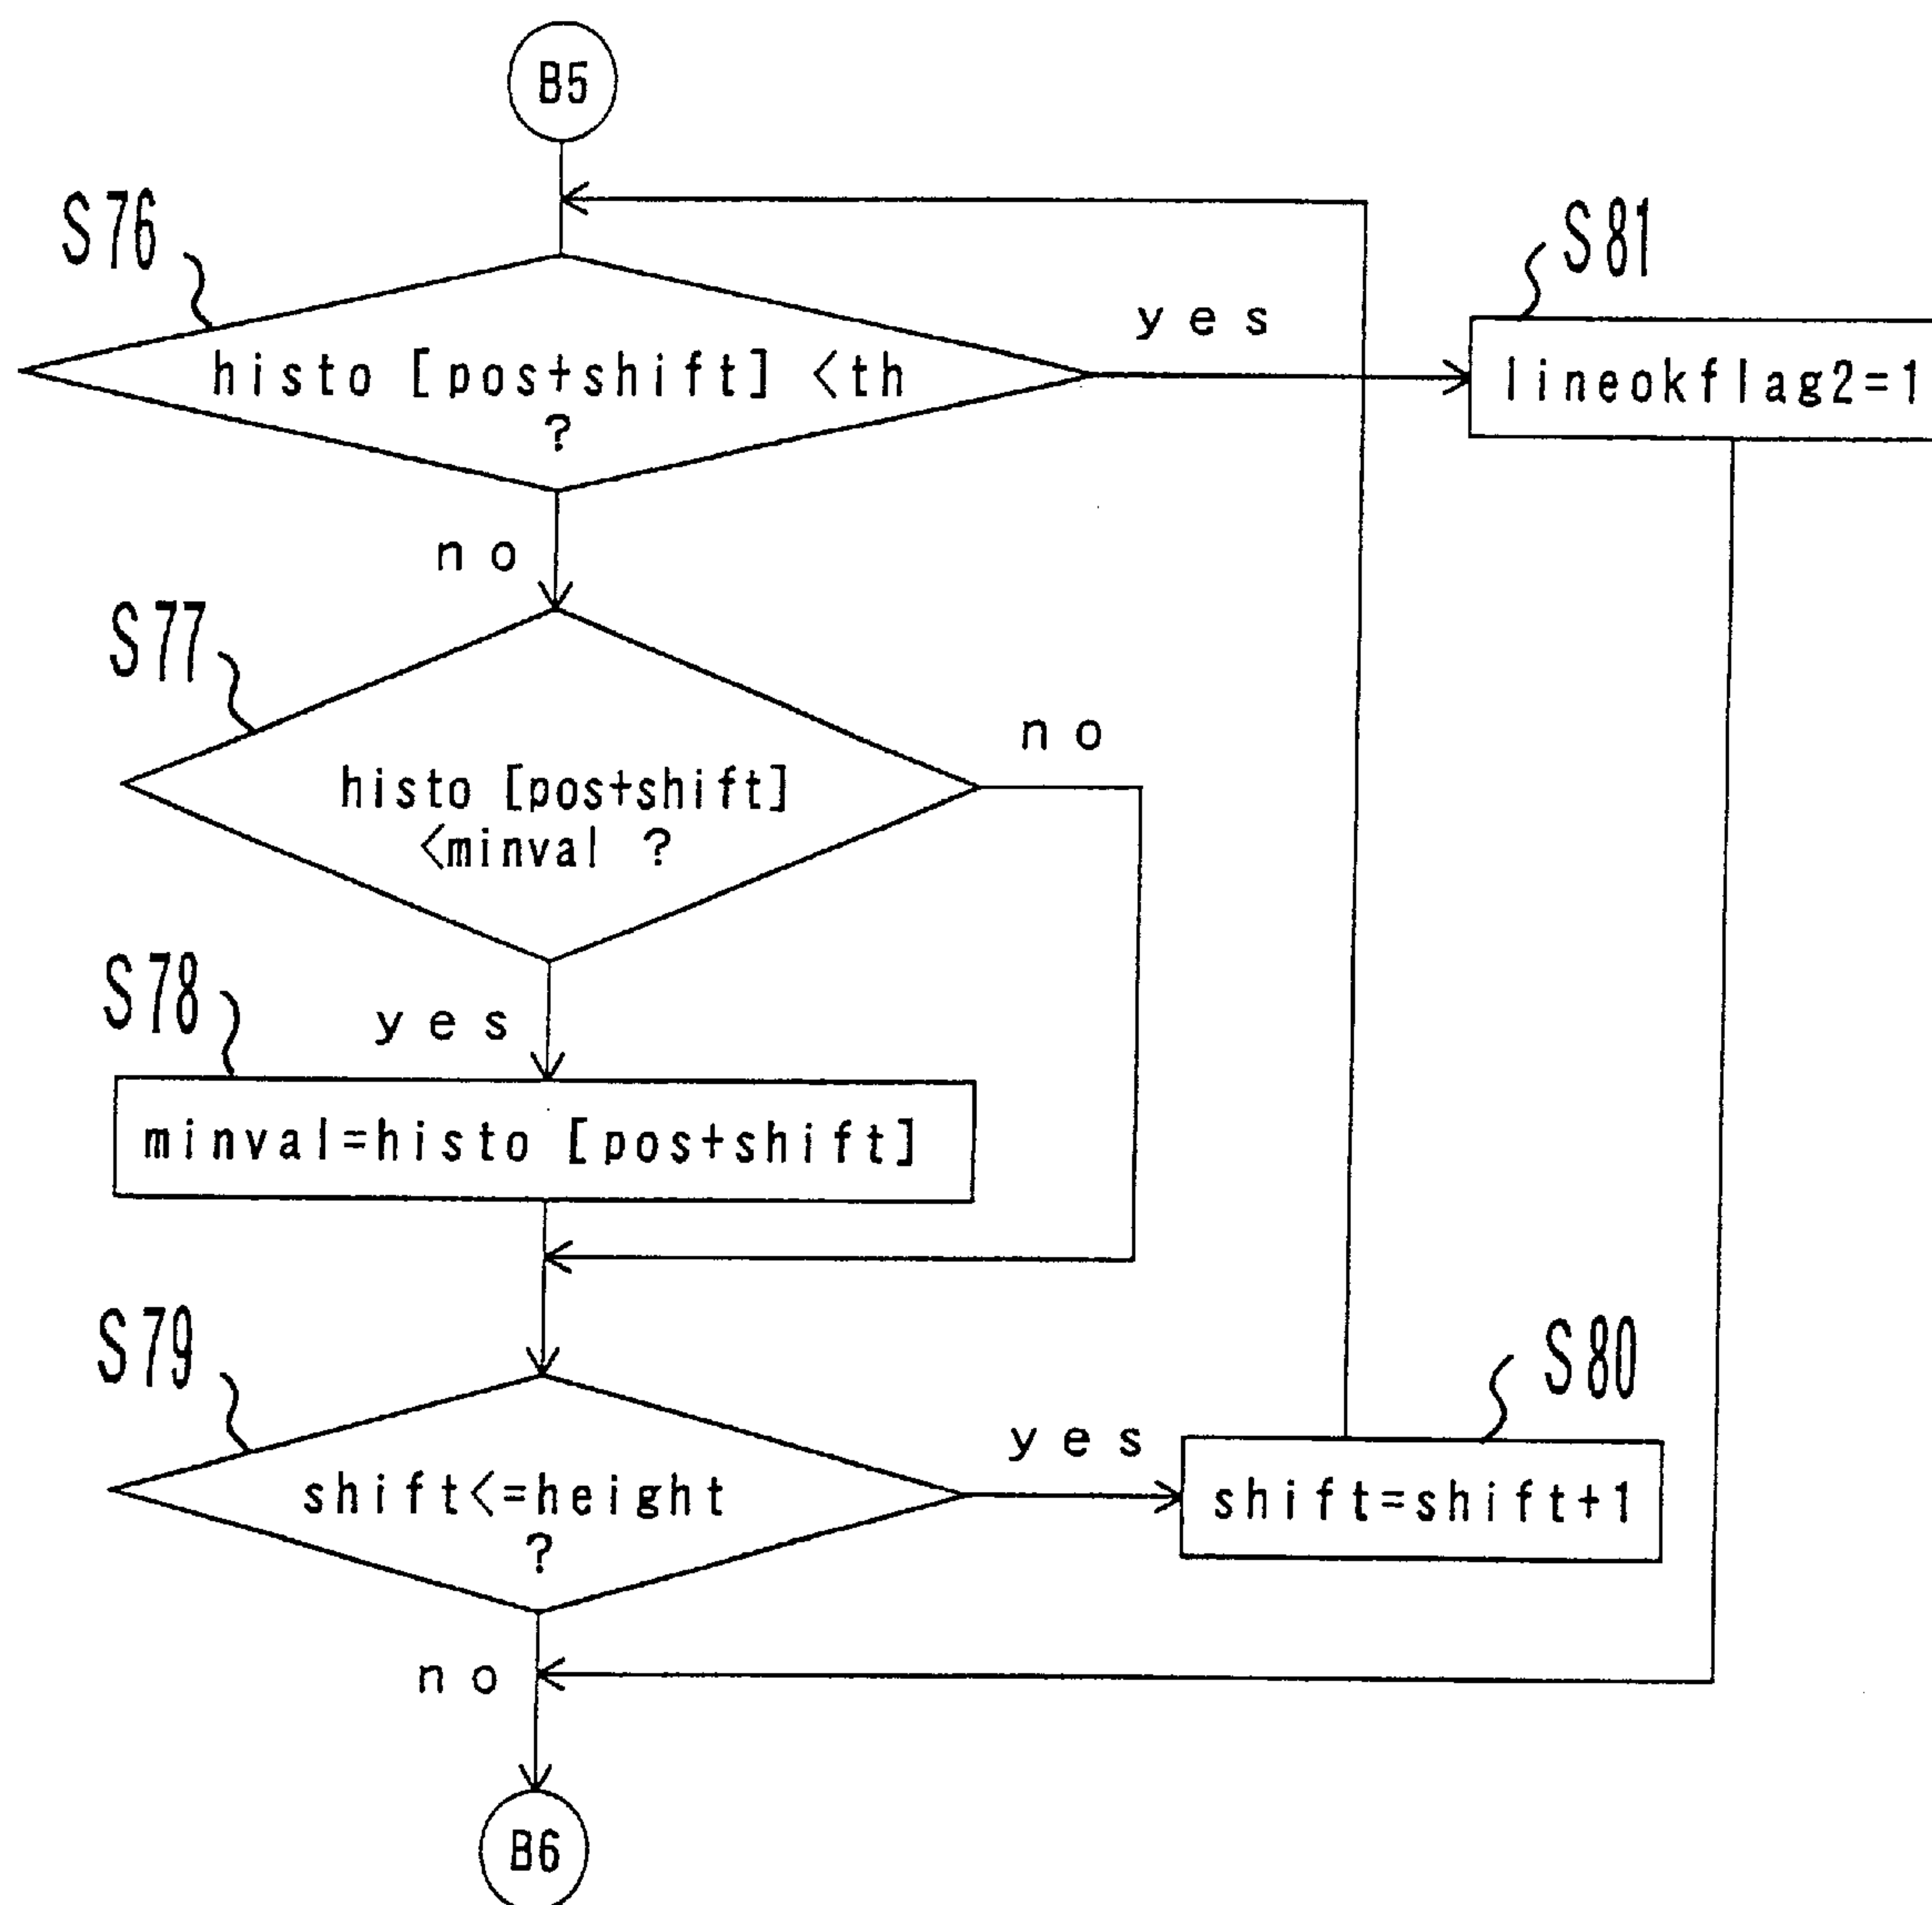 B5
S76
yes
S81
histo [pos+shift] <th
?
lineokflag2=1
no
S77
no
histo [pos+shift]
<minval ?
S78
yes
minval=histo [pos+shift]
S79
S80
yes
shift<=height
?
shift=shift+1
no
B6